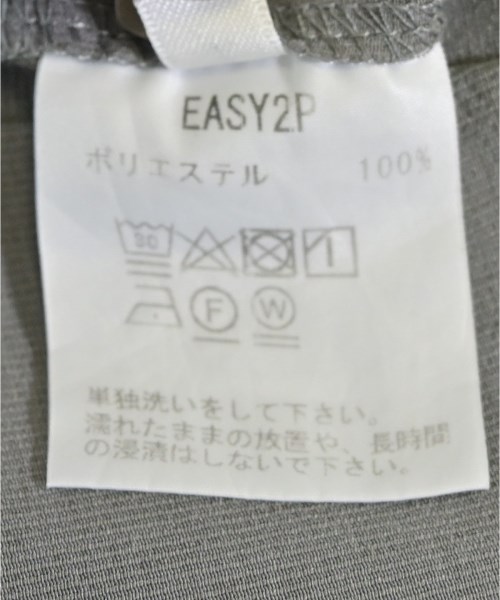 EASY2P
ポリエステル 100%
30
F W
単独洗いをして下さい。
濡れたままの放置や、長時間
の浸漬はしないで下さい。